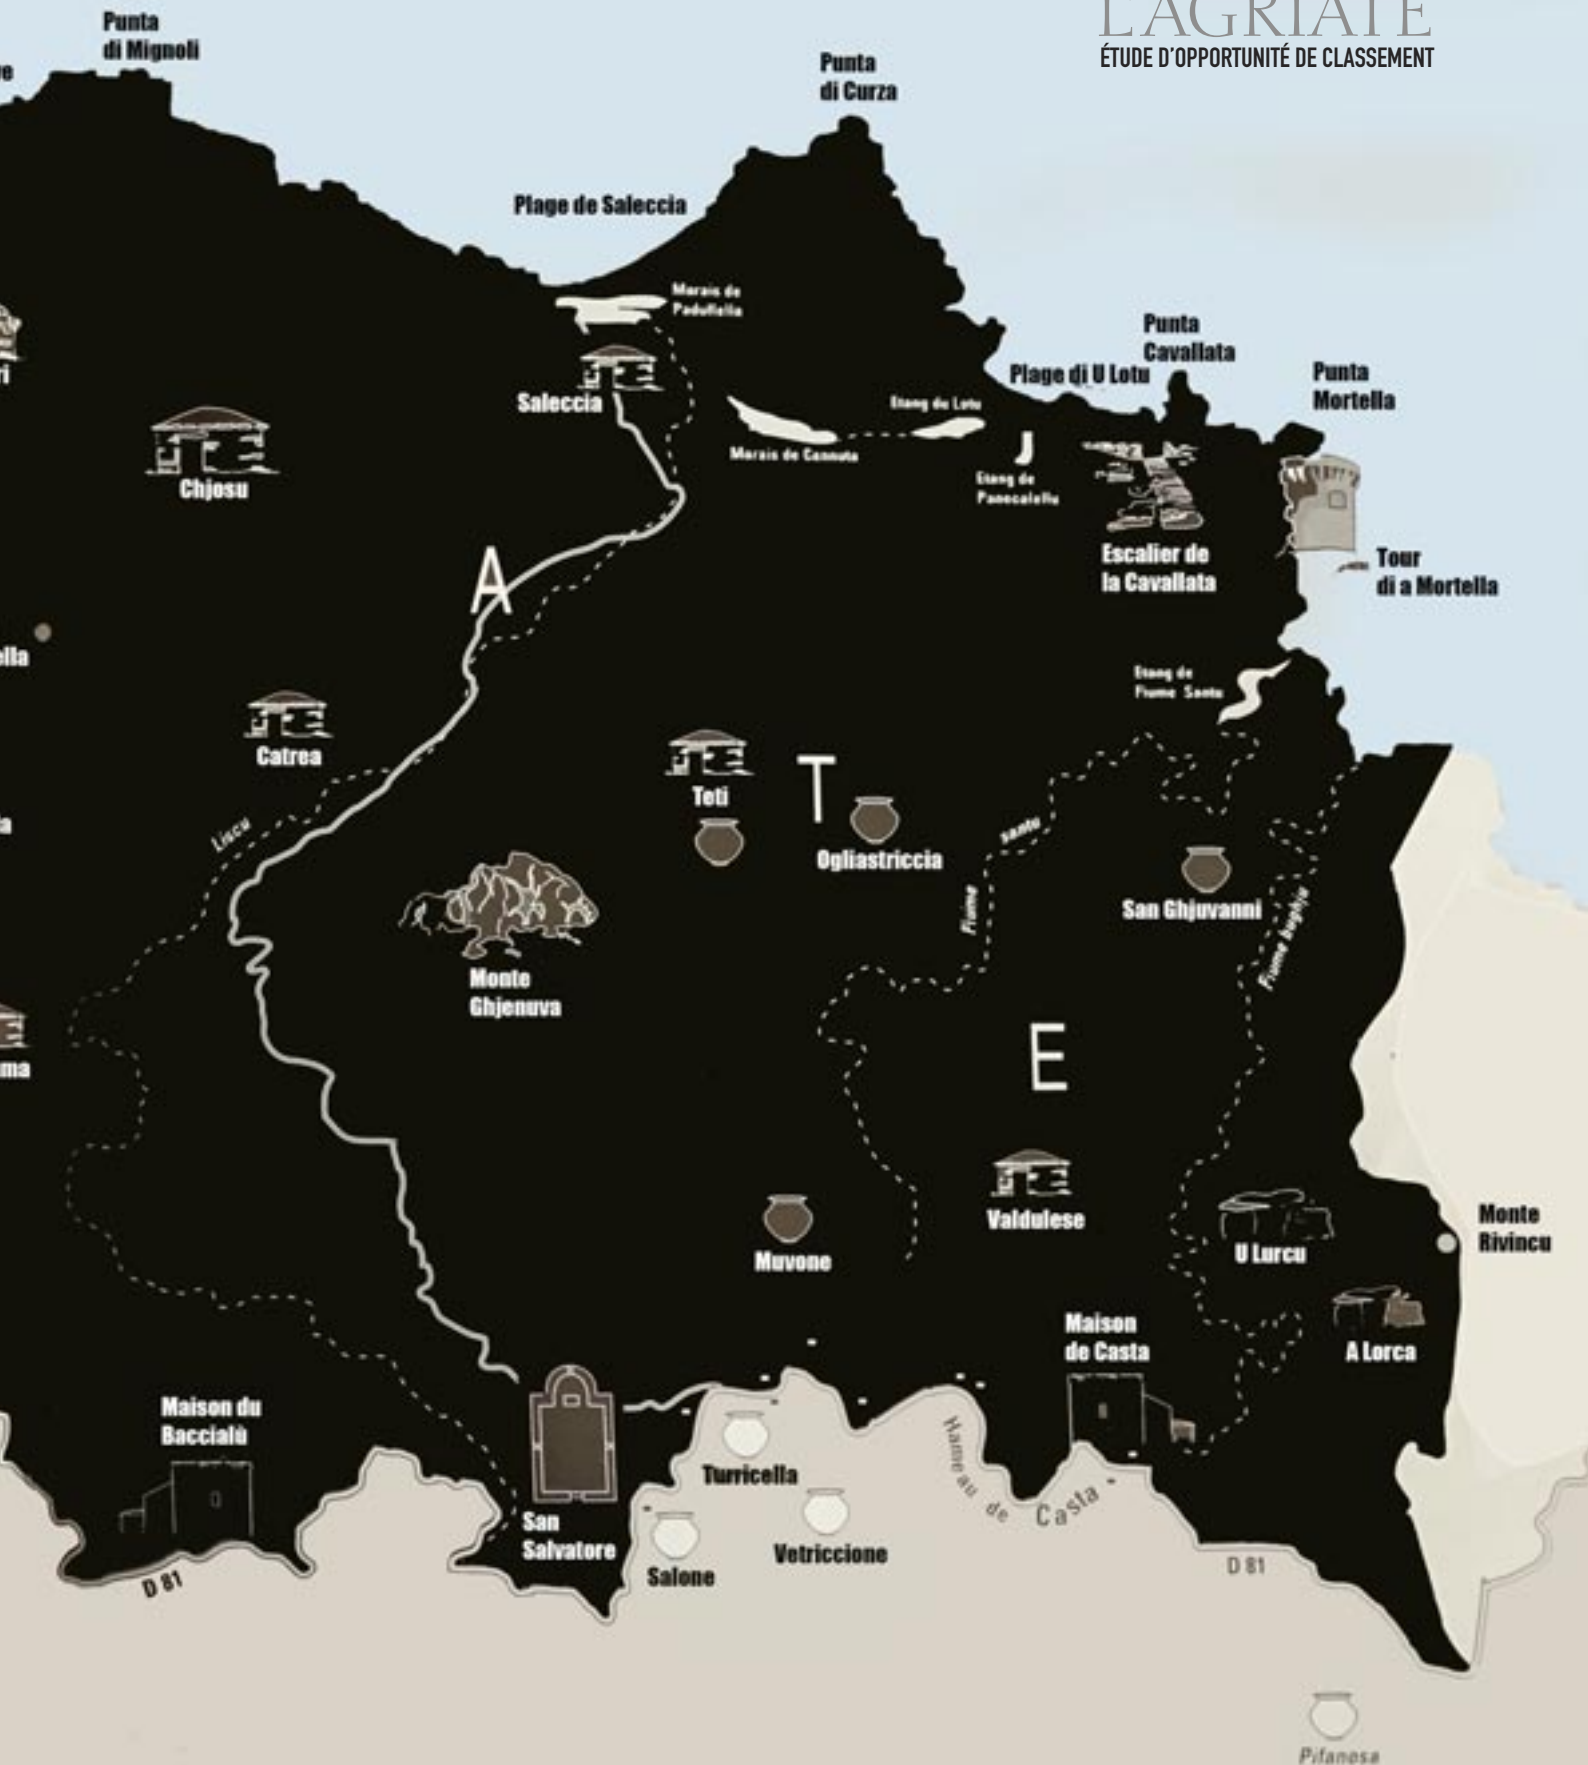 L'AGRIATE
ÉTUDE D'OPPORTUNITÉ DE CLASSEMENT
Punta
di Mignoli
Punta
di Curza
Plage de Saleccia
Marais de
Padullella
Saleccia
Punta
Cavallata
Plage di U Lotu
Punta
Mortella
Etang du Lotu
Marais de Cannuta
Etang de
Panecalellu
Chjosu
Escalier de
la Cavallata
Tour
di a Mortella
A
ella
Etang de
Fiume Santu
Catrea
Teti
T
Liscu
Ogliastriccia
santu
Fiume
San Ghjuvanni
Fiume bughju
Monte
Ghjenuva
E
ma
Valdulese
U Lurcu
Monte
Rivincu
Muvone
Maison
de Casta
A Lorca
Maison du
Baccialù
Turricella
Hameau de Casta
San
Salvatore
Vetriccione
Salone
D 81
D 81
Pifanosa